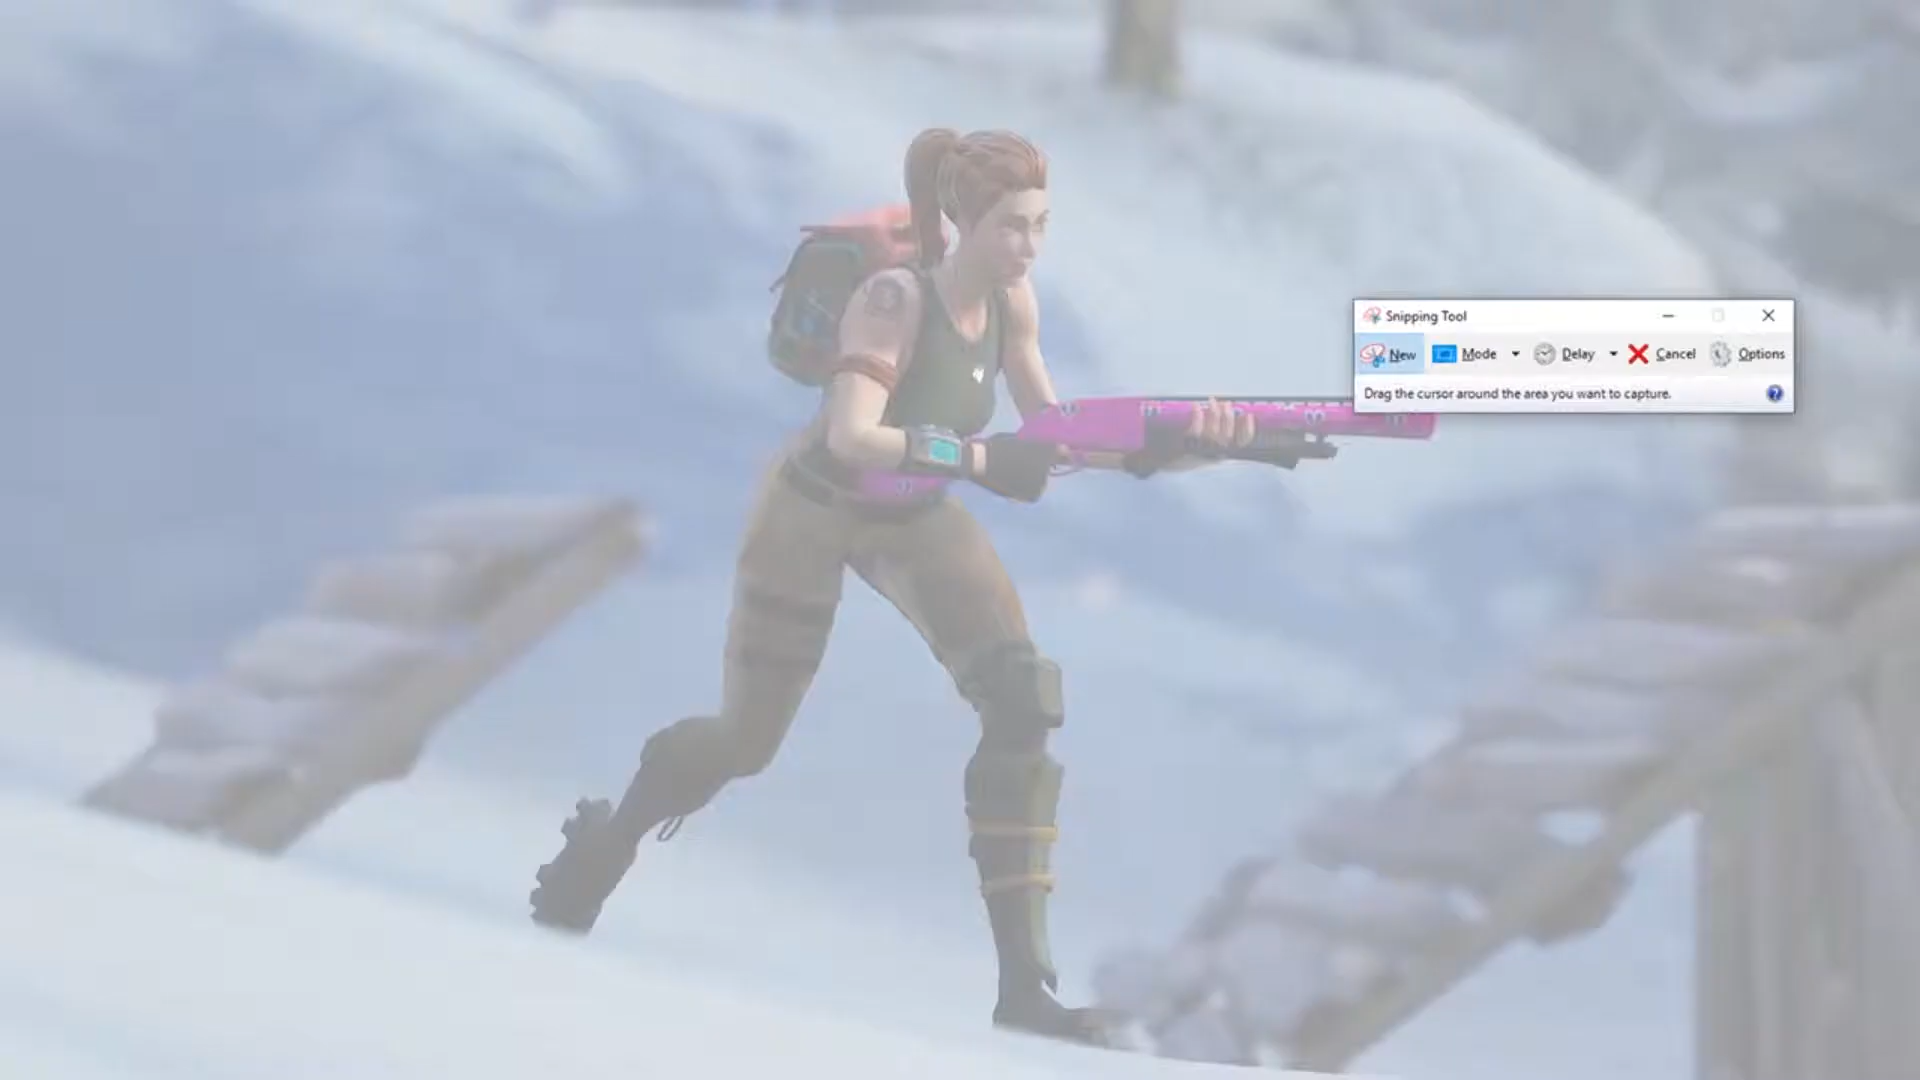 Snipping Tool
New Mode Delay Cancel Options
Drag the cursor around the area you want to capture.
?